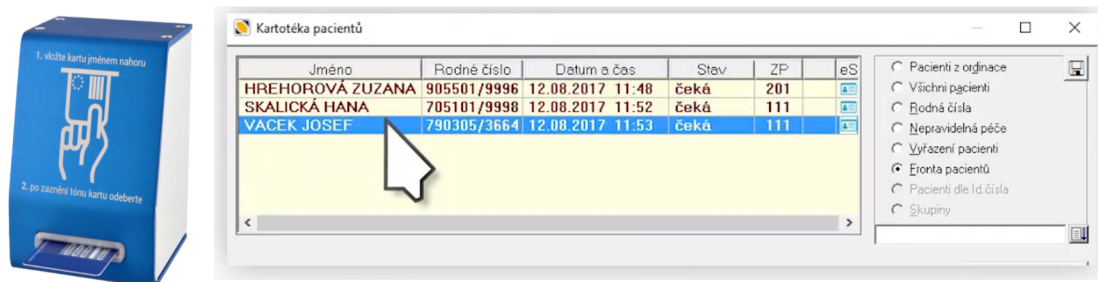 1. vložte kartu jménem nahoru
2. po zaznění tónu kartu odeberte
Kartotéka pacientů
Jméno Rodné číslo Datum a čas Stav ZP eS
HREHOROVÁ ZUZANA 905501/9996 12.08.2017 11:48 čeká 201
SKALICKÁ HANA 705101/9998 12.08.2017 11:52 čeká 111
VACEK JOSEF 790305/3664 12.08.2017 11:53 čeká 111
Pacienti z ordinace
Všichni pacienti
Rodná čísla
Nepravidelná péče
Vyřazení pacienti
Fronta pacientů
Pacienti dle Id.čísla
Skupiny